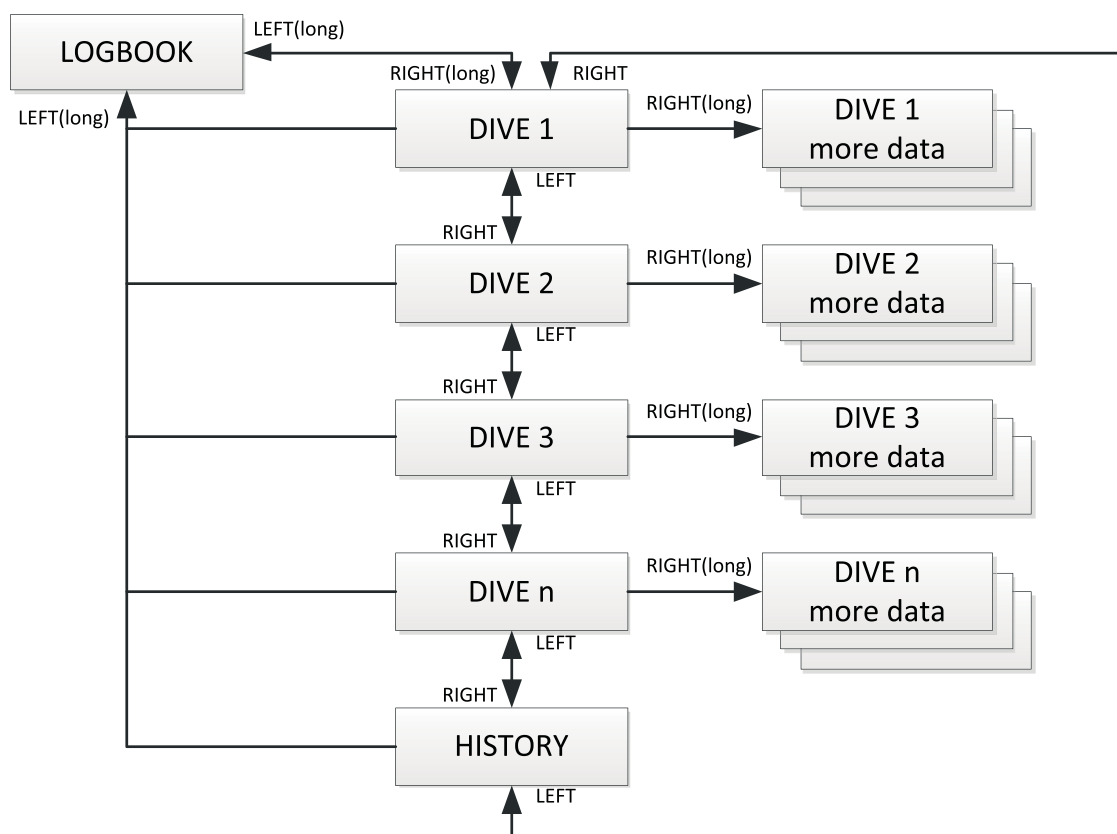 LOGBOOK
LEFT(long)
RIGHT(long)
RIGHT
LEFT(long)
DIVE 1
RIGHT(long)
DIVE 1
more data
LEFT
RIGHT
DIVE 2
RIGHT(long)
DIVE 2
more data
LEFT
RIGHT
DIVE 3
RIGHT(long)
DIVE 3
more data
LEFT
RIGHT
DIVE n
RIGHT(long)
DIVE n
more data
LEFT
RIGHT
HISTORY
LEFT